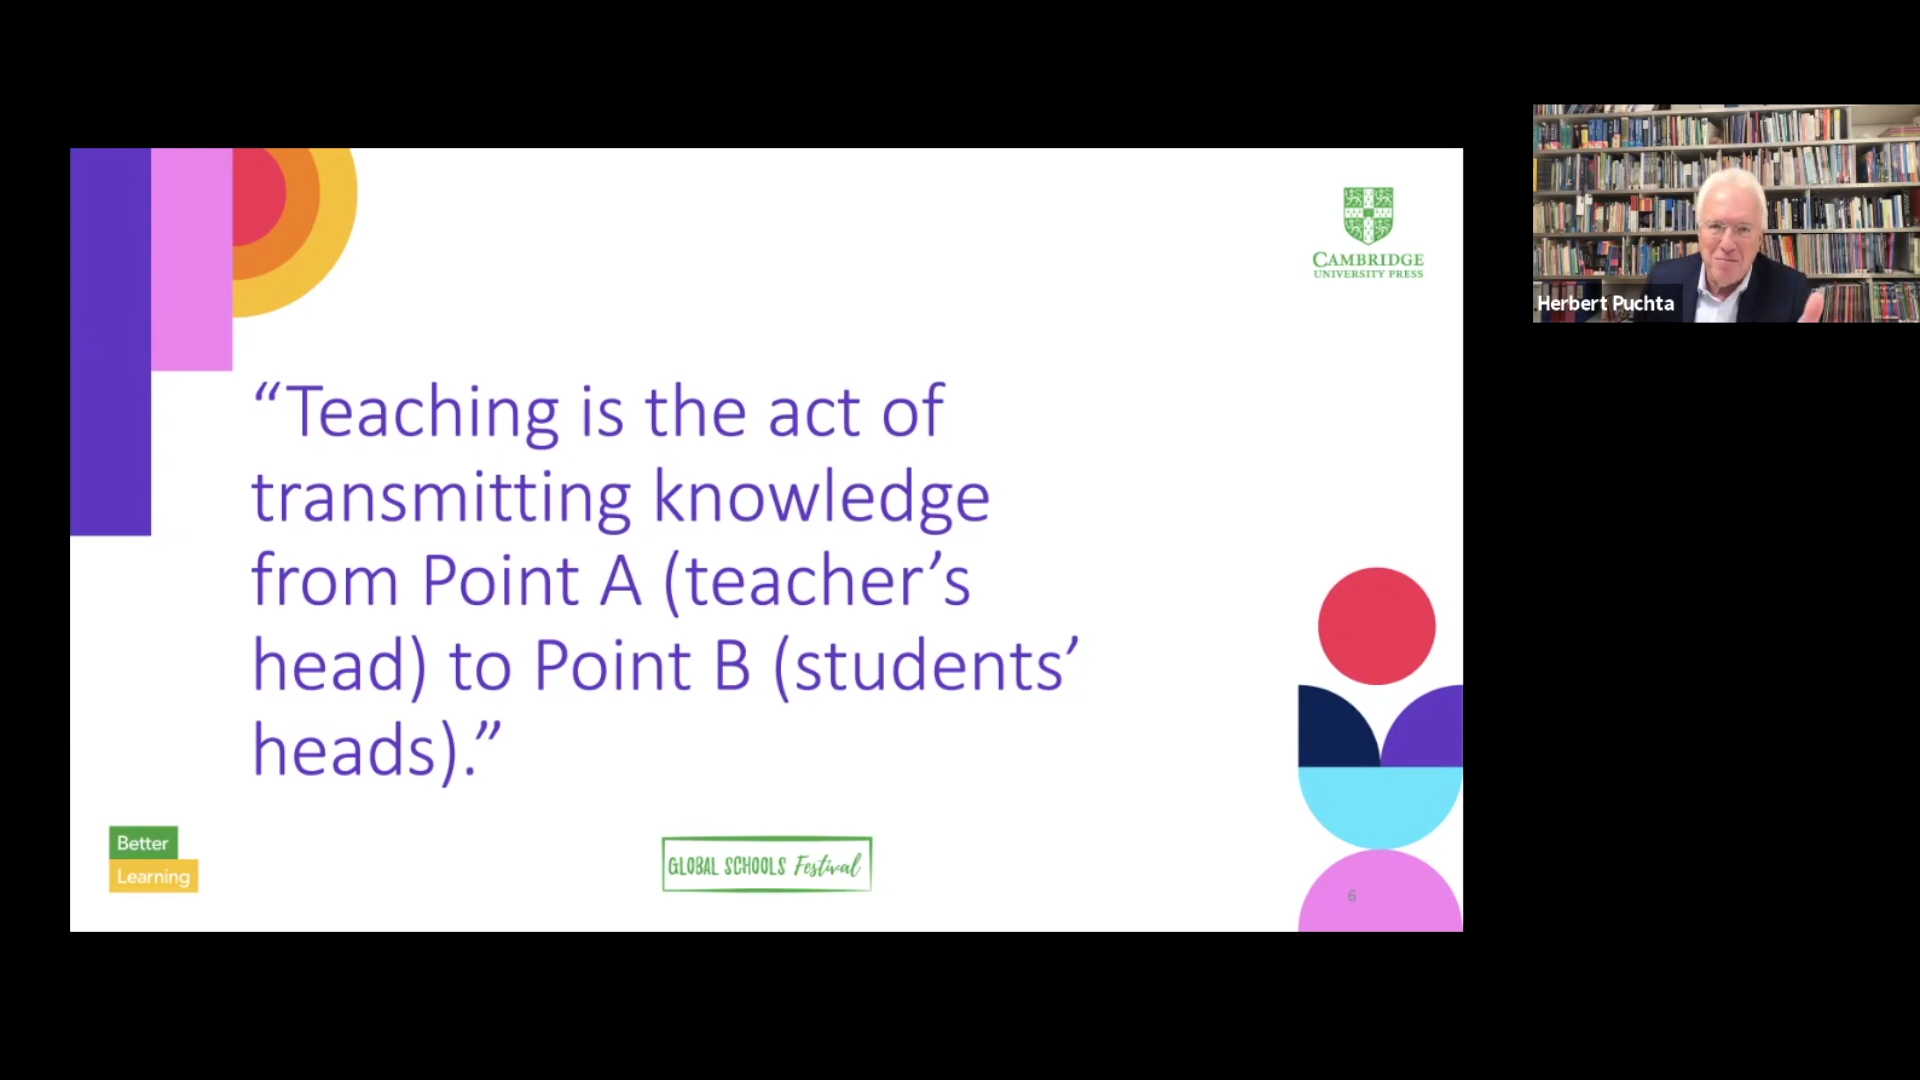 CAMBRIDGE
UNIVERSITY PRESS
Herbert Puchta
“Teaching is the act of
transmitting knowledge
from Point A (teacher’s
head) to Point B (students’
heads).”
Better
Learning
GLOBAL SCHOOLS Festival
6